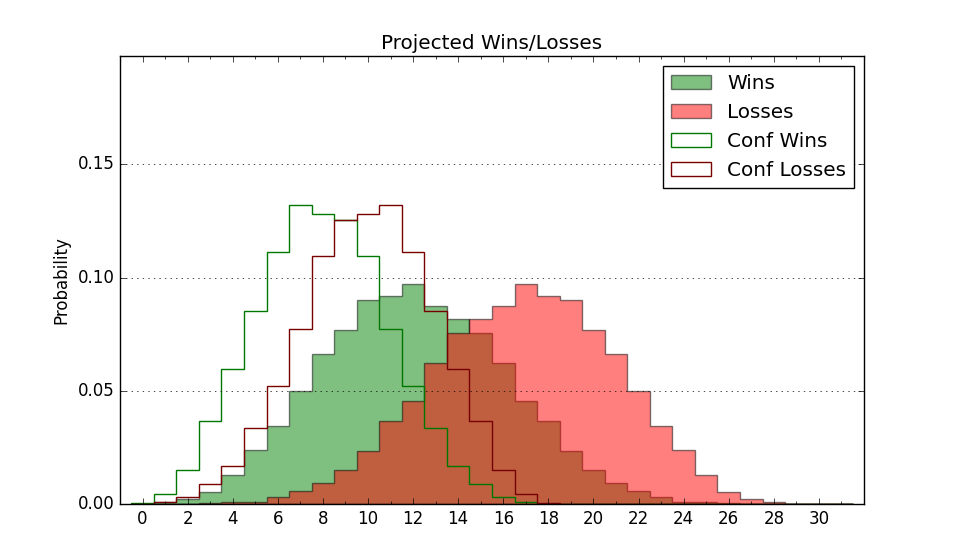 Projected Wins/Losses
Wins
Losses
Conf Wins
Conf Losses
Probability
0.15
0.10
0.05
0.00
0 2 4 6 8 10 12 14 16 18 20 22 24 26 28 30